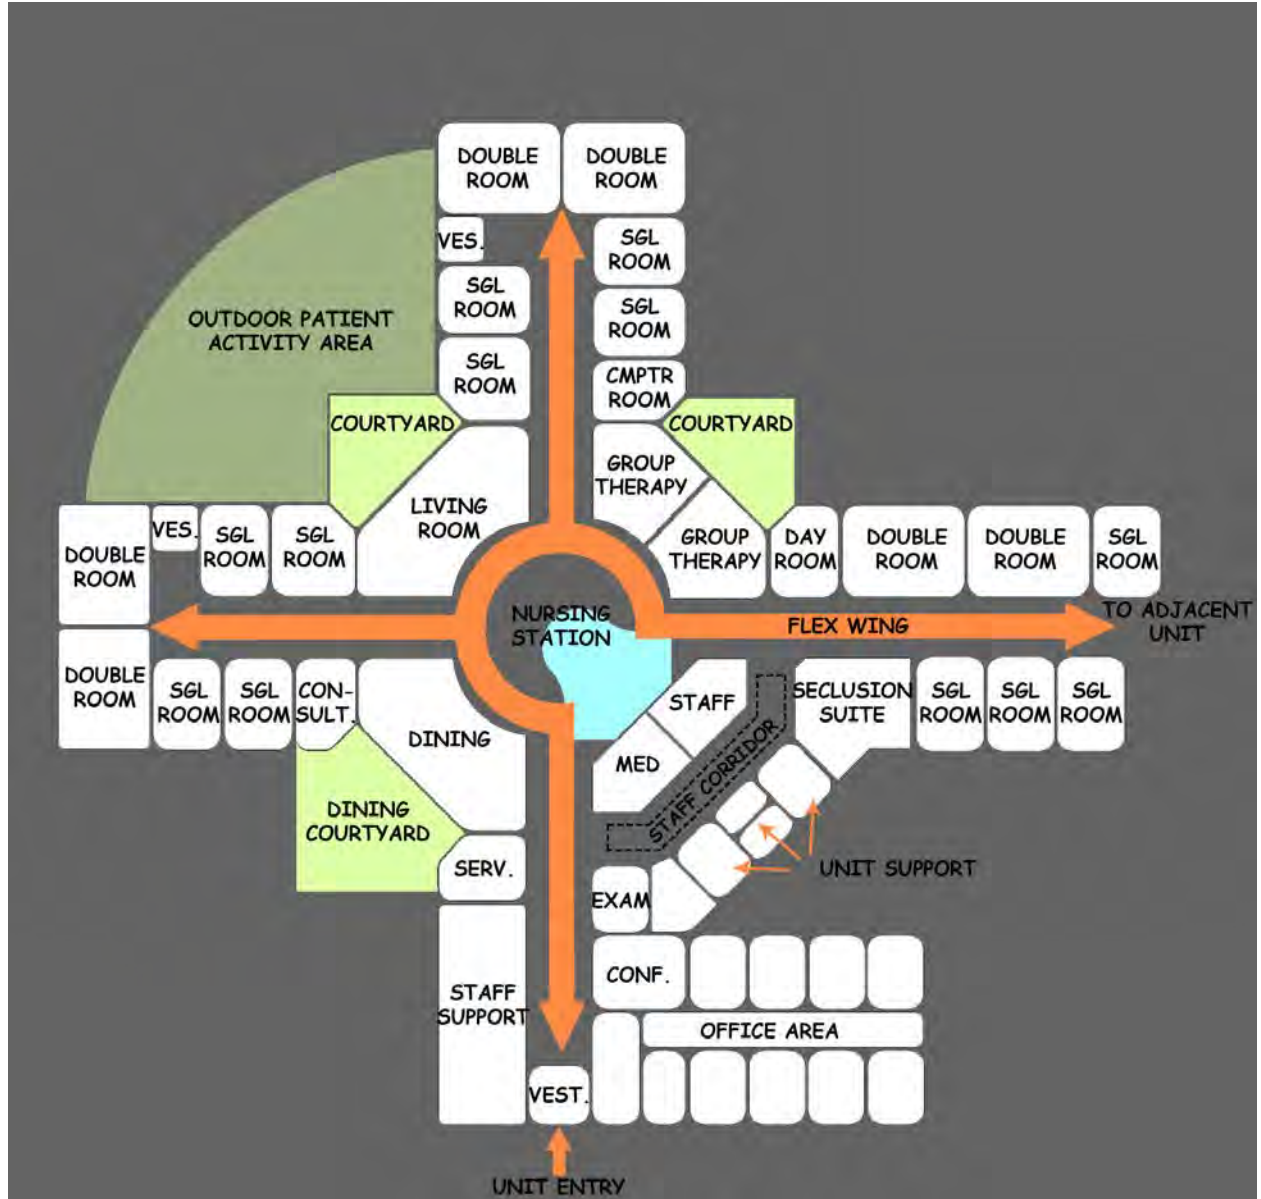 DOUBLE
ROOM
DOUBLE
ROOM
VES.
SGL
ROOM
SGL
ROOM
SGL
ROOM
SGL
ROOM
CMPTR
ROOM
OUTDOOR PATIENT
ACTIVITY AREA
COURTYARD
COURTYARD
LIVING
ROOM
GROUP
THERAPY
GROUP
THERAPY
DOUBLE
ROOM
VES.
SGL
ROOM
SGL
ROOM
DAY
ROOM
DOUBLE
ROOM
DOUBLE
ROOM
SGL
ROOM
NURSING
STATION
FLEX WING
TO ADJACENT
UNIT
DOUBLE
ROOM
SGL
ROOM
SGL
ROOM
CON-
SULT.
DINING
STAFF
MED
STAFF CORRIDOR
SECLUSION
SUITE
SGL
ROOM
SGL
ROOM
SGL
ROOM
DINING
COURTYARD
SERV.
UNIT SUPPORT
EXAM
CONF.
STAFF
SUPPORT
OFFICE AREA
VEST.
UNIT ENTRY